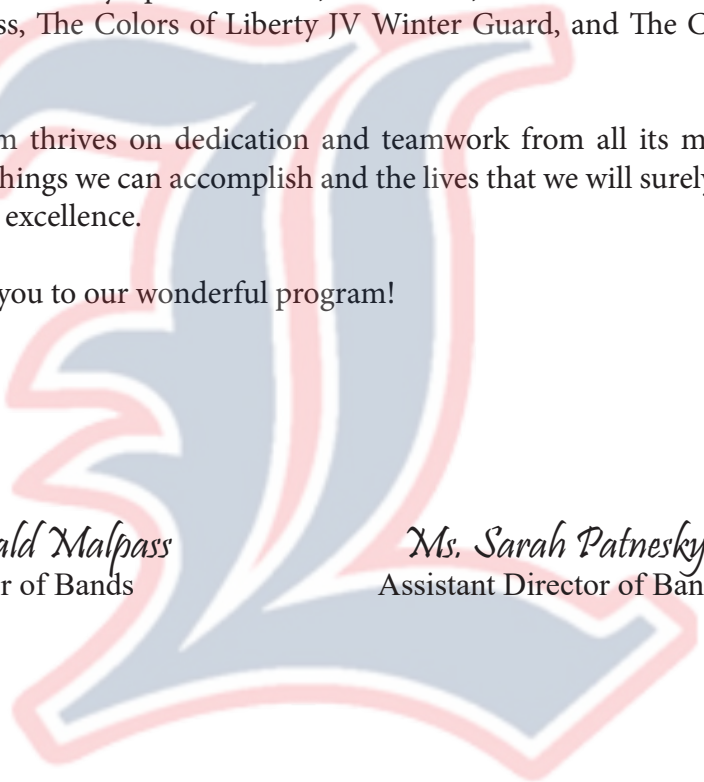 ss, The Colors of Liberty JV Winter Guard, and The C
m thrives on dedication and teamwork from all its m
hings we can accomplish and the lives that we will surely
excellence.
you to our wonderful program!
ald Malpass
Ms. Sarah Patnesky
r of Bands
Assistant Director of Ban